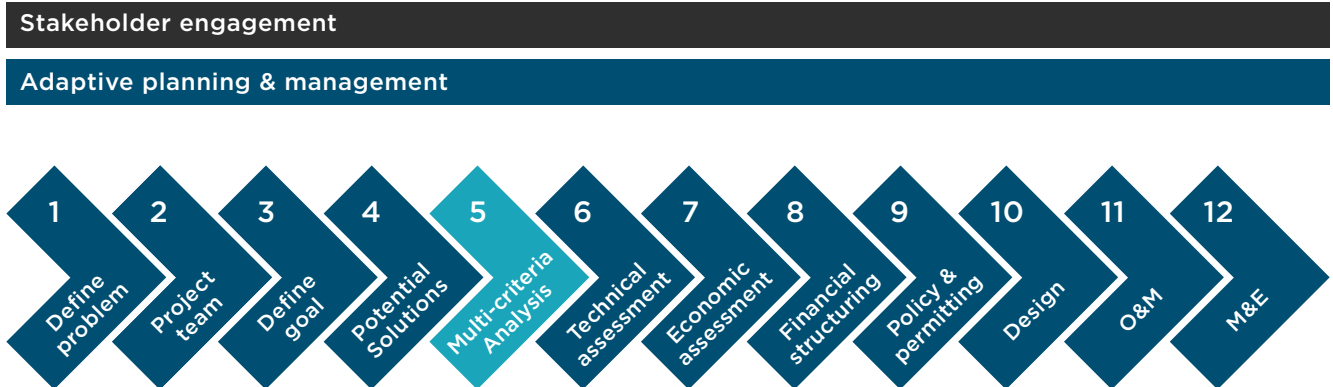 Stakeholder engagement
Adaptive planning & management
1
Define
problem
2
Project
team
3
Define
goal
4
Potential
Solutions
5
Multi-criteria
Analysis
6
Technical
assessment
7
Economic
assessment
8
Financial
structuring
9
Policy &
permitting
10
Design
11
O&M
12
M&E